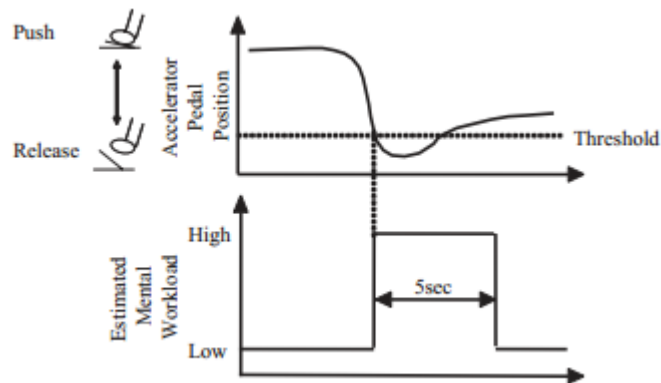 Push
Release
Accelerator
Pedal
Position
Threshold
Estimated
Mental
Workload
High
5sec
Low